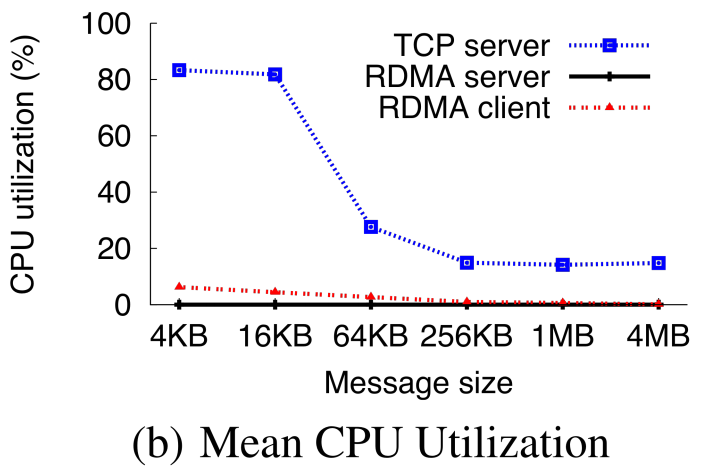 CPU utilization (%)
100
80
60
40
20
0
TCP server
RDMA server
RDMA client
4KB 16KB 64KB 256KB 1MB 4MB
Message size
(b) Mean CPU Utilization